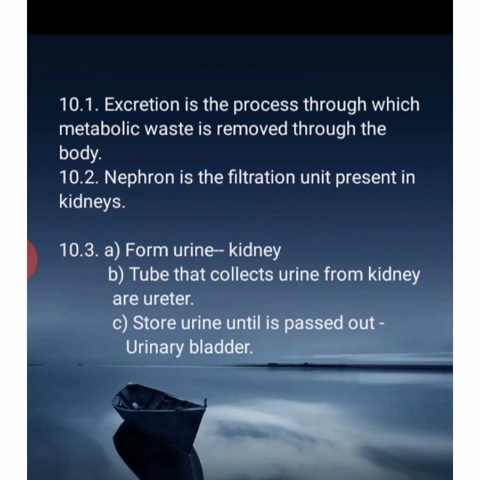 10.1. Excretion is the process through which
metabolic waste is removed through the
body.
10.2. Nephron is the filtration unit present in
kidneys.
10.3. a) Form urine-- kidney
b) Tube that collects urine from kidney
are ureter.
c) Store urine until is passed out -
Urinary bladder.